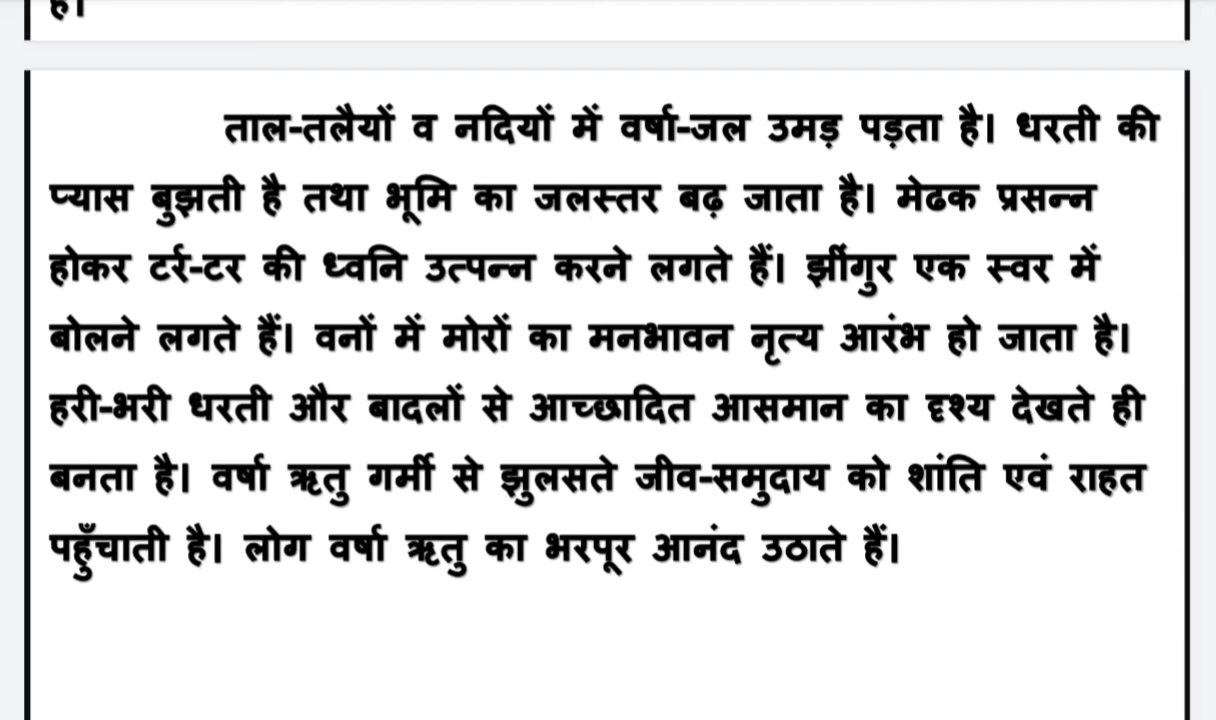 है।
ताल-तलैयों व नदियों में वर्षा-जल उमड़ पड़ता है। धरती की
प्यास बुझती है तथा भूमि का जलस्तर बढ़ जाता है। मेढक प्रसन्न
होकर टर्र-टर की ध्वनि उत्पन्न करने लगते हैं। झींगुर एक स्वर में
बोलने लगते हैं। वनों में मोरों का मनभावन नृत्य आरंभ हो जाता है।
हरी-भरी धरती और बादलों से आच्छादित आसमान का दृश्य देखते ही
बनता है। वर्षा ऋतु गर्मी से झुलसते जीव-समुदाय को शांति एवं राहत
पहुँचाती है। लोग वर्षा ऋतु का भरपूर आनंद उठाते हैं।